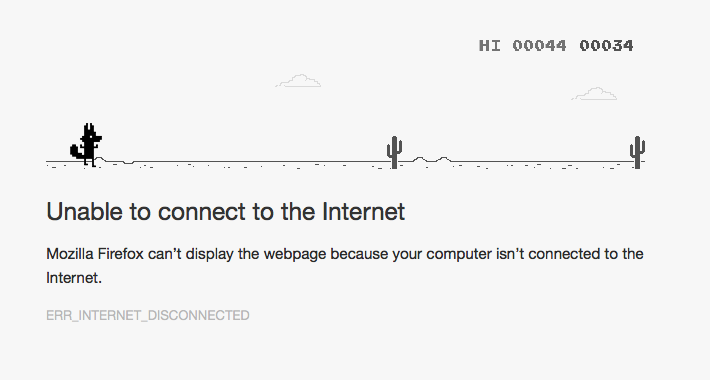 HI 00044 00034
Unable to connect to the Internet
Mozilla Firefox can’t display the webpage because your computer isn’t connected to the
Internet.
ERR_INTERNET_DISCONNECTED